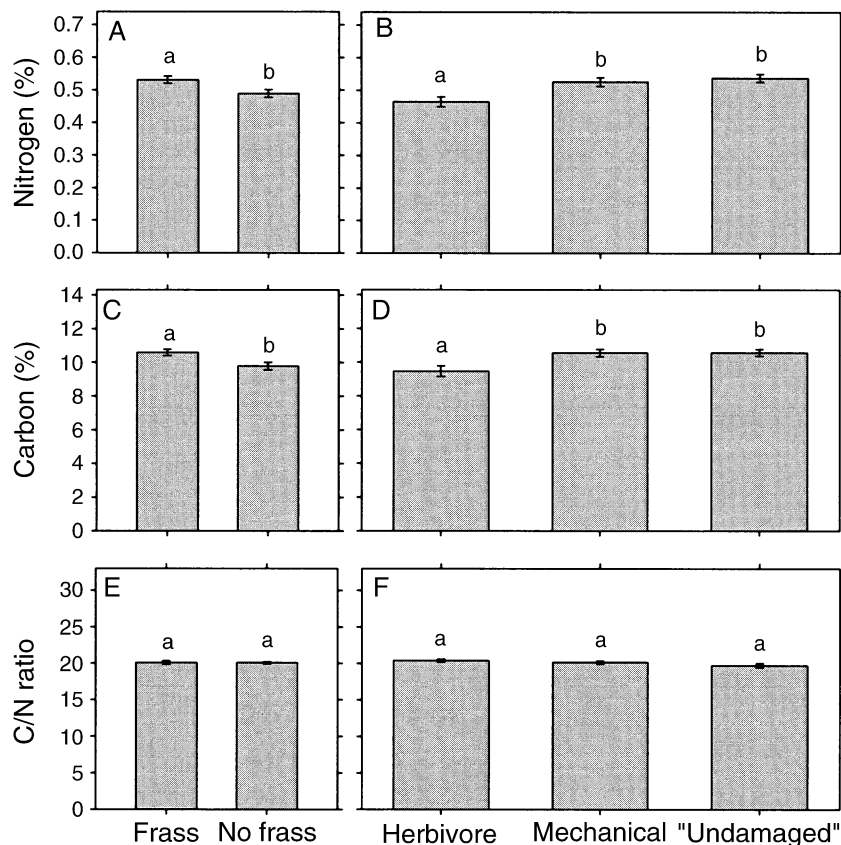 A
B
Nitrogen (%)
0.7
0.6
0.5
0.4
0.3
0.2
0.1
0.0
a
b
a
b
b
C
D
Carbon (%)
14
12
10
8
6
4
2
0
a
b
a
b
b
E
F
C/N ratio
30
25
20
15
10
5
0
a
a
a
a
a
Frass No frass Herbivore Mechanical "Undamaged"